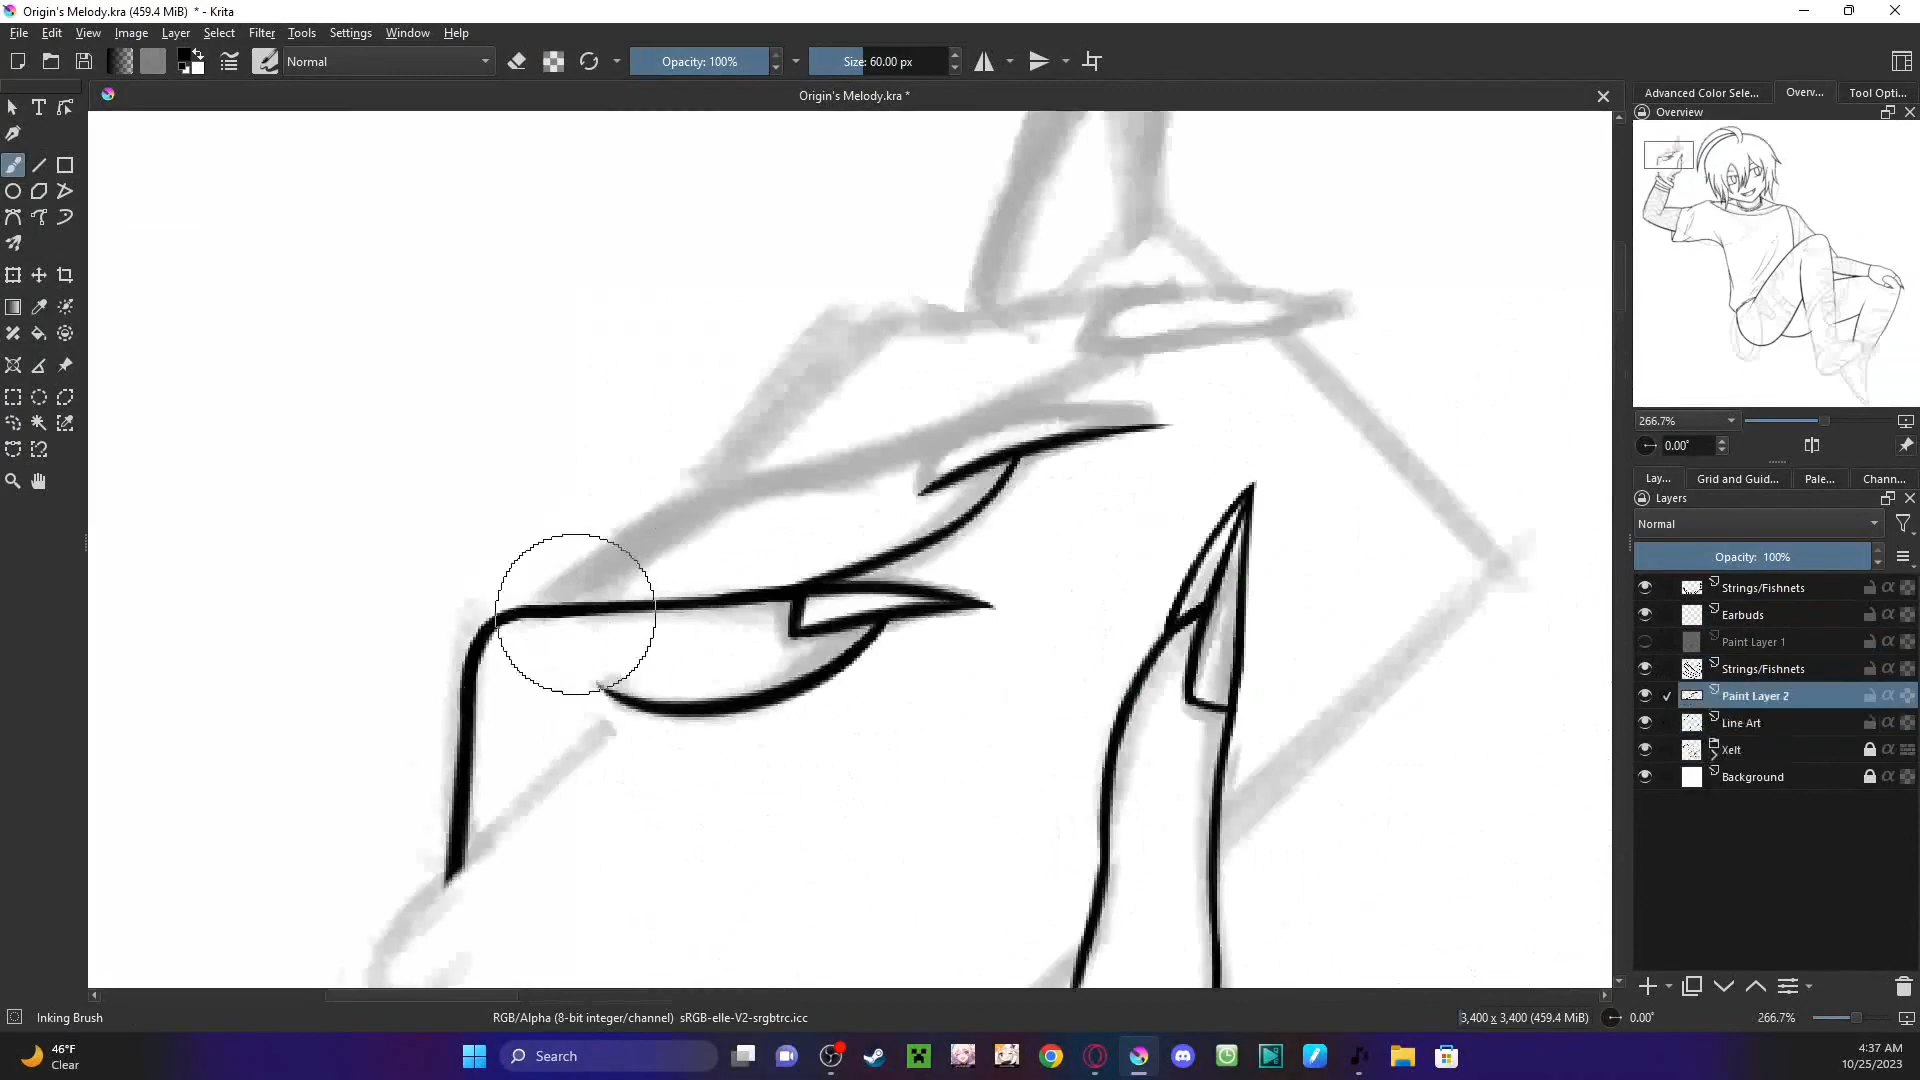 Origin's Melody.kra (459.4 MiB) * - Krita
File Edit View Image Layer Select Filter Tools Settings Window Help
Normal
Opacity: 100%
Size: 60.00 px
Origin's Melody.kra *
Advanced Color Sele...
Overv...
Tool Opti...
Overview
266.7%
0.00°
Lay...
Grid and Guid...
Pale...
Chann...
Layers
Normal
Opacity: 100%
Strings/Fishnets
Earbuds
Paint Layer 1
Strings/Fishnets
Paint Layer 2
Line Art
Xelt
Background
Inking Brush
RGB/Alpha (8-bit integer/channel) sRGB-elle-V2-srgbtrc.icc
3,400 x 3,400 (459.4 MiB)
0.00°
266.7%
46°F
Clear
Search
4:37 AM
10/25/2023